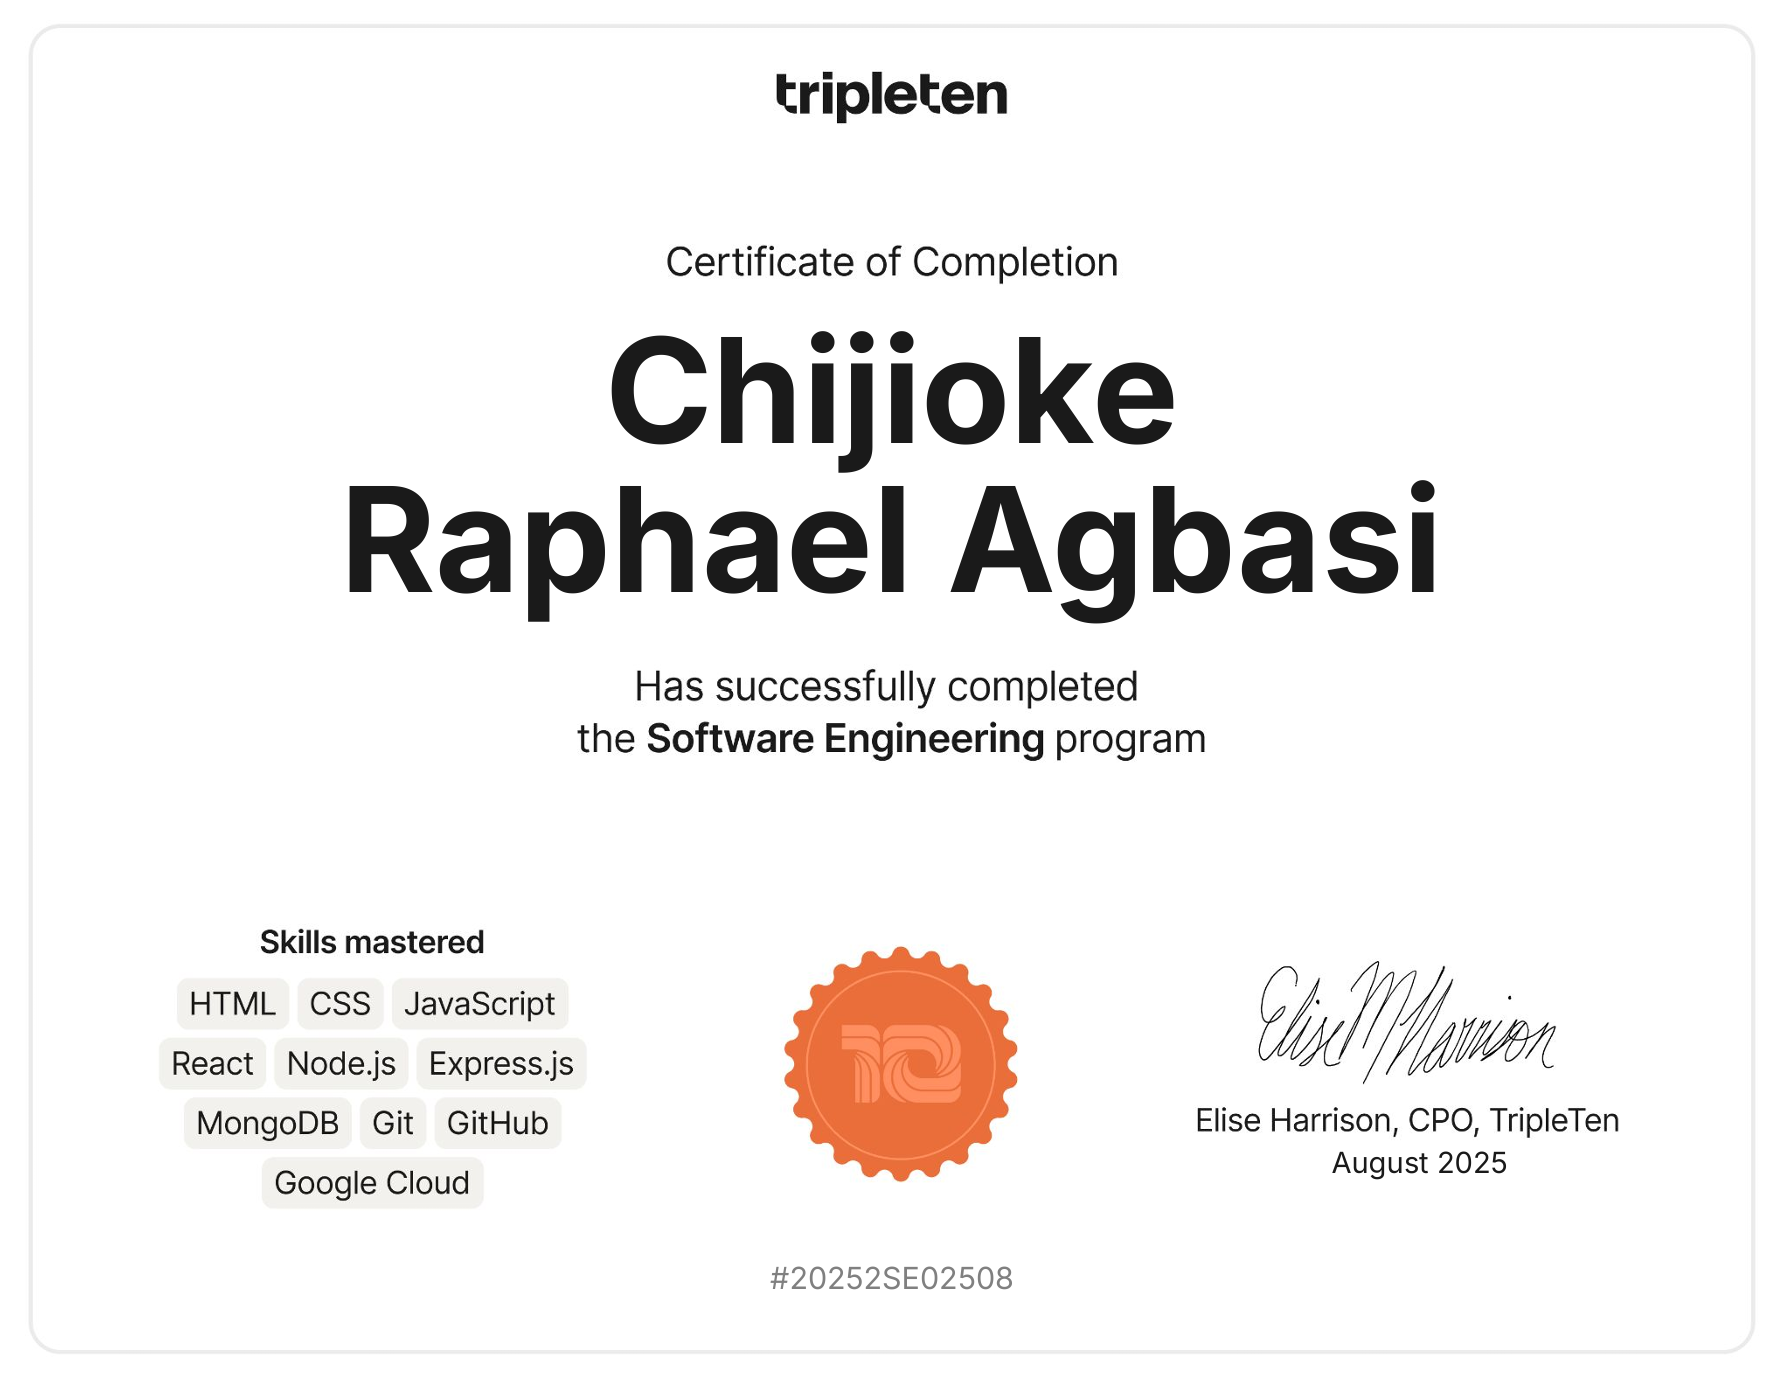 tripleten
Certificate of Completion
Chijioke
Raphael Agbasi
Has successfully completed
the Software Engineering program
Skills mastered
HTML CSS JavaScript
React Node.js Express.js
MongoDB Git GitHub
Google Cloud
10
Elise M Harrison
Elise Harrison, CPO, TripleTen
August 2025
#20252SE02508